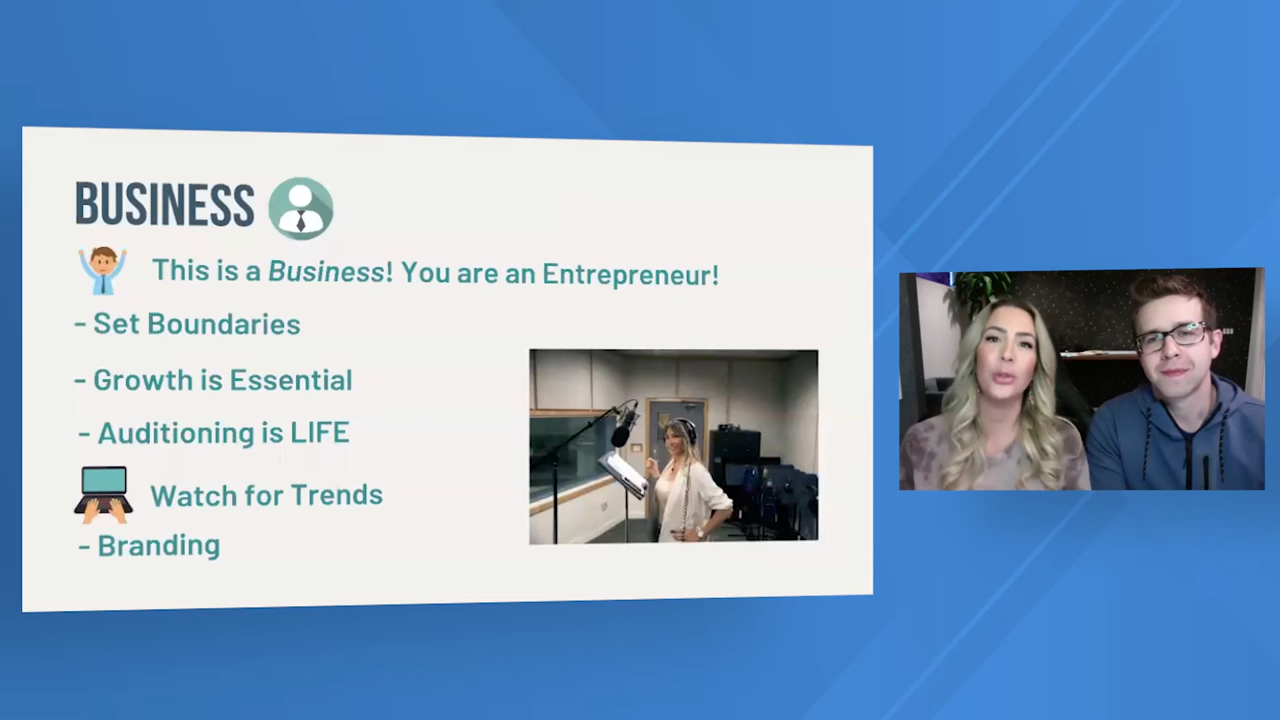 BUSINESS
This is a Business! You are an Entrepreneur!
- Set Boundaries
- Growth is Essential
- Auditioning is LIFE
Watch for Trends
- Branding